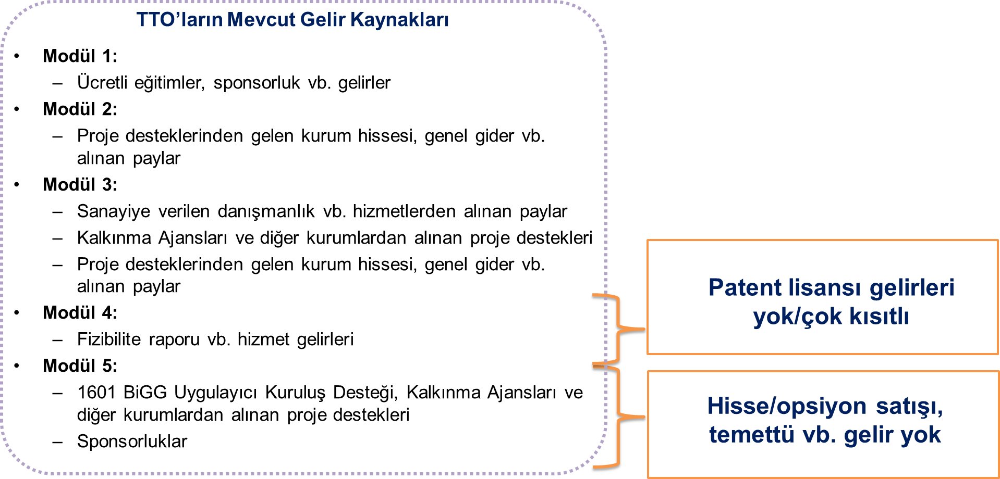 TTO’ların Mevcut Gelir Kaynakları
• Modül 1:
– Ücretli eğitimler, sponsorluk vb. gelirler
• Modül 2:
– Proje desteklerinden gelen kurum hissesi, genel gider vb.
alınan paylar
• Modül 3:
– Sanayiye verilen danışmanlık vb. hizmetlerden alınan paylar
– Kalkınma Ajansları ve diğer kurumlardan alınan proje destekleri
– Proje desteklerinden gelen kurum hissesi, genel gider vb.
alınan paylar
• Modül 4:
– Fizibilite raporu vb. hizmet gelirleri
• Modül 5:
– 1601 BiGG Uygulayıcı Kuruluş Desteği, Kalkınma Ajansları ve
diğer kurumlardan alınan proje destekleri
– Sponsorluklar
Patent lisansı gelirleri
yok/çok kısıtlı
Hisse/opsiyon satışı,
temettü vb. gelir yok